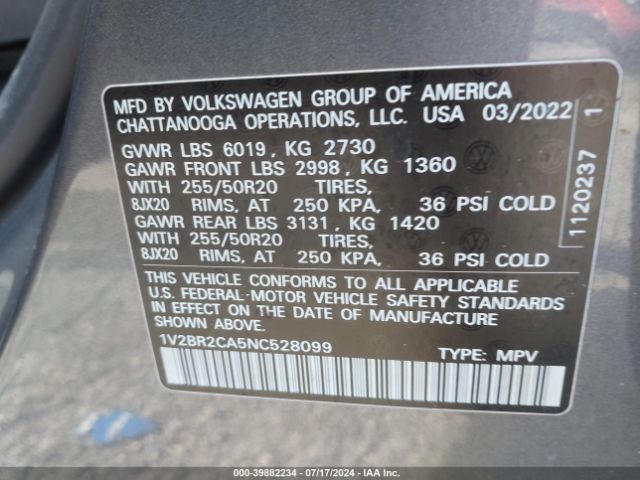 MFD BY VOLKSWAGEN GROUP OF AMERICA
CHATTANOOGA OPERATIONS, LLC. USA 03/2022
GVWR LBS 6019, KG 2730
GAWR FRONT LBS 2998, KG 1360
WITH 255/50R20 TIRES,
8JX20 RIMS, AT 250 KPA, 36 PSI COLD
GAWR REAR LBS 3131, KG 1420
WITH 255/50R20 TIRES,
8JX20 RIMS, AT 250 KPA, 36 PSI COLD
THIS VEHICLE CONFORMS TO ALL APPLICABLE
U.S. FEDERAL-MOTOR VEHICLE SAFETY STANDARDS
IN EFFECT ON THE DATE OF MANUFACTURE
SHOWN ABOVE.
1V2BR2CA5NC528099 TYPE: MPV
1120237 1
000-39882234 - 07/17/2024 - IAA Inc.